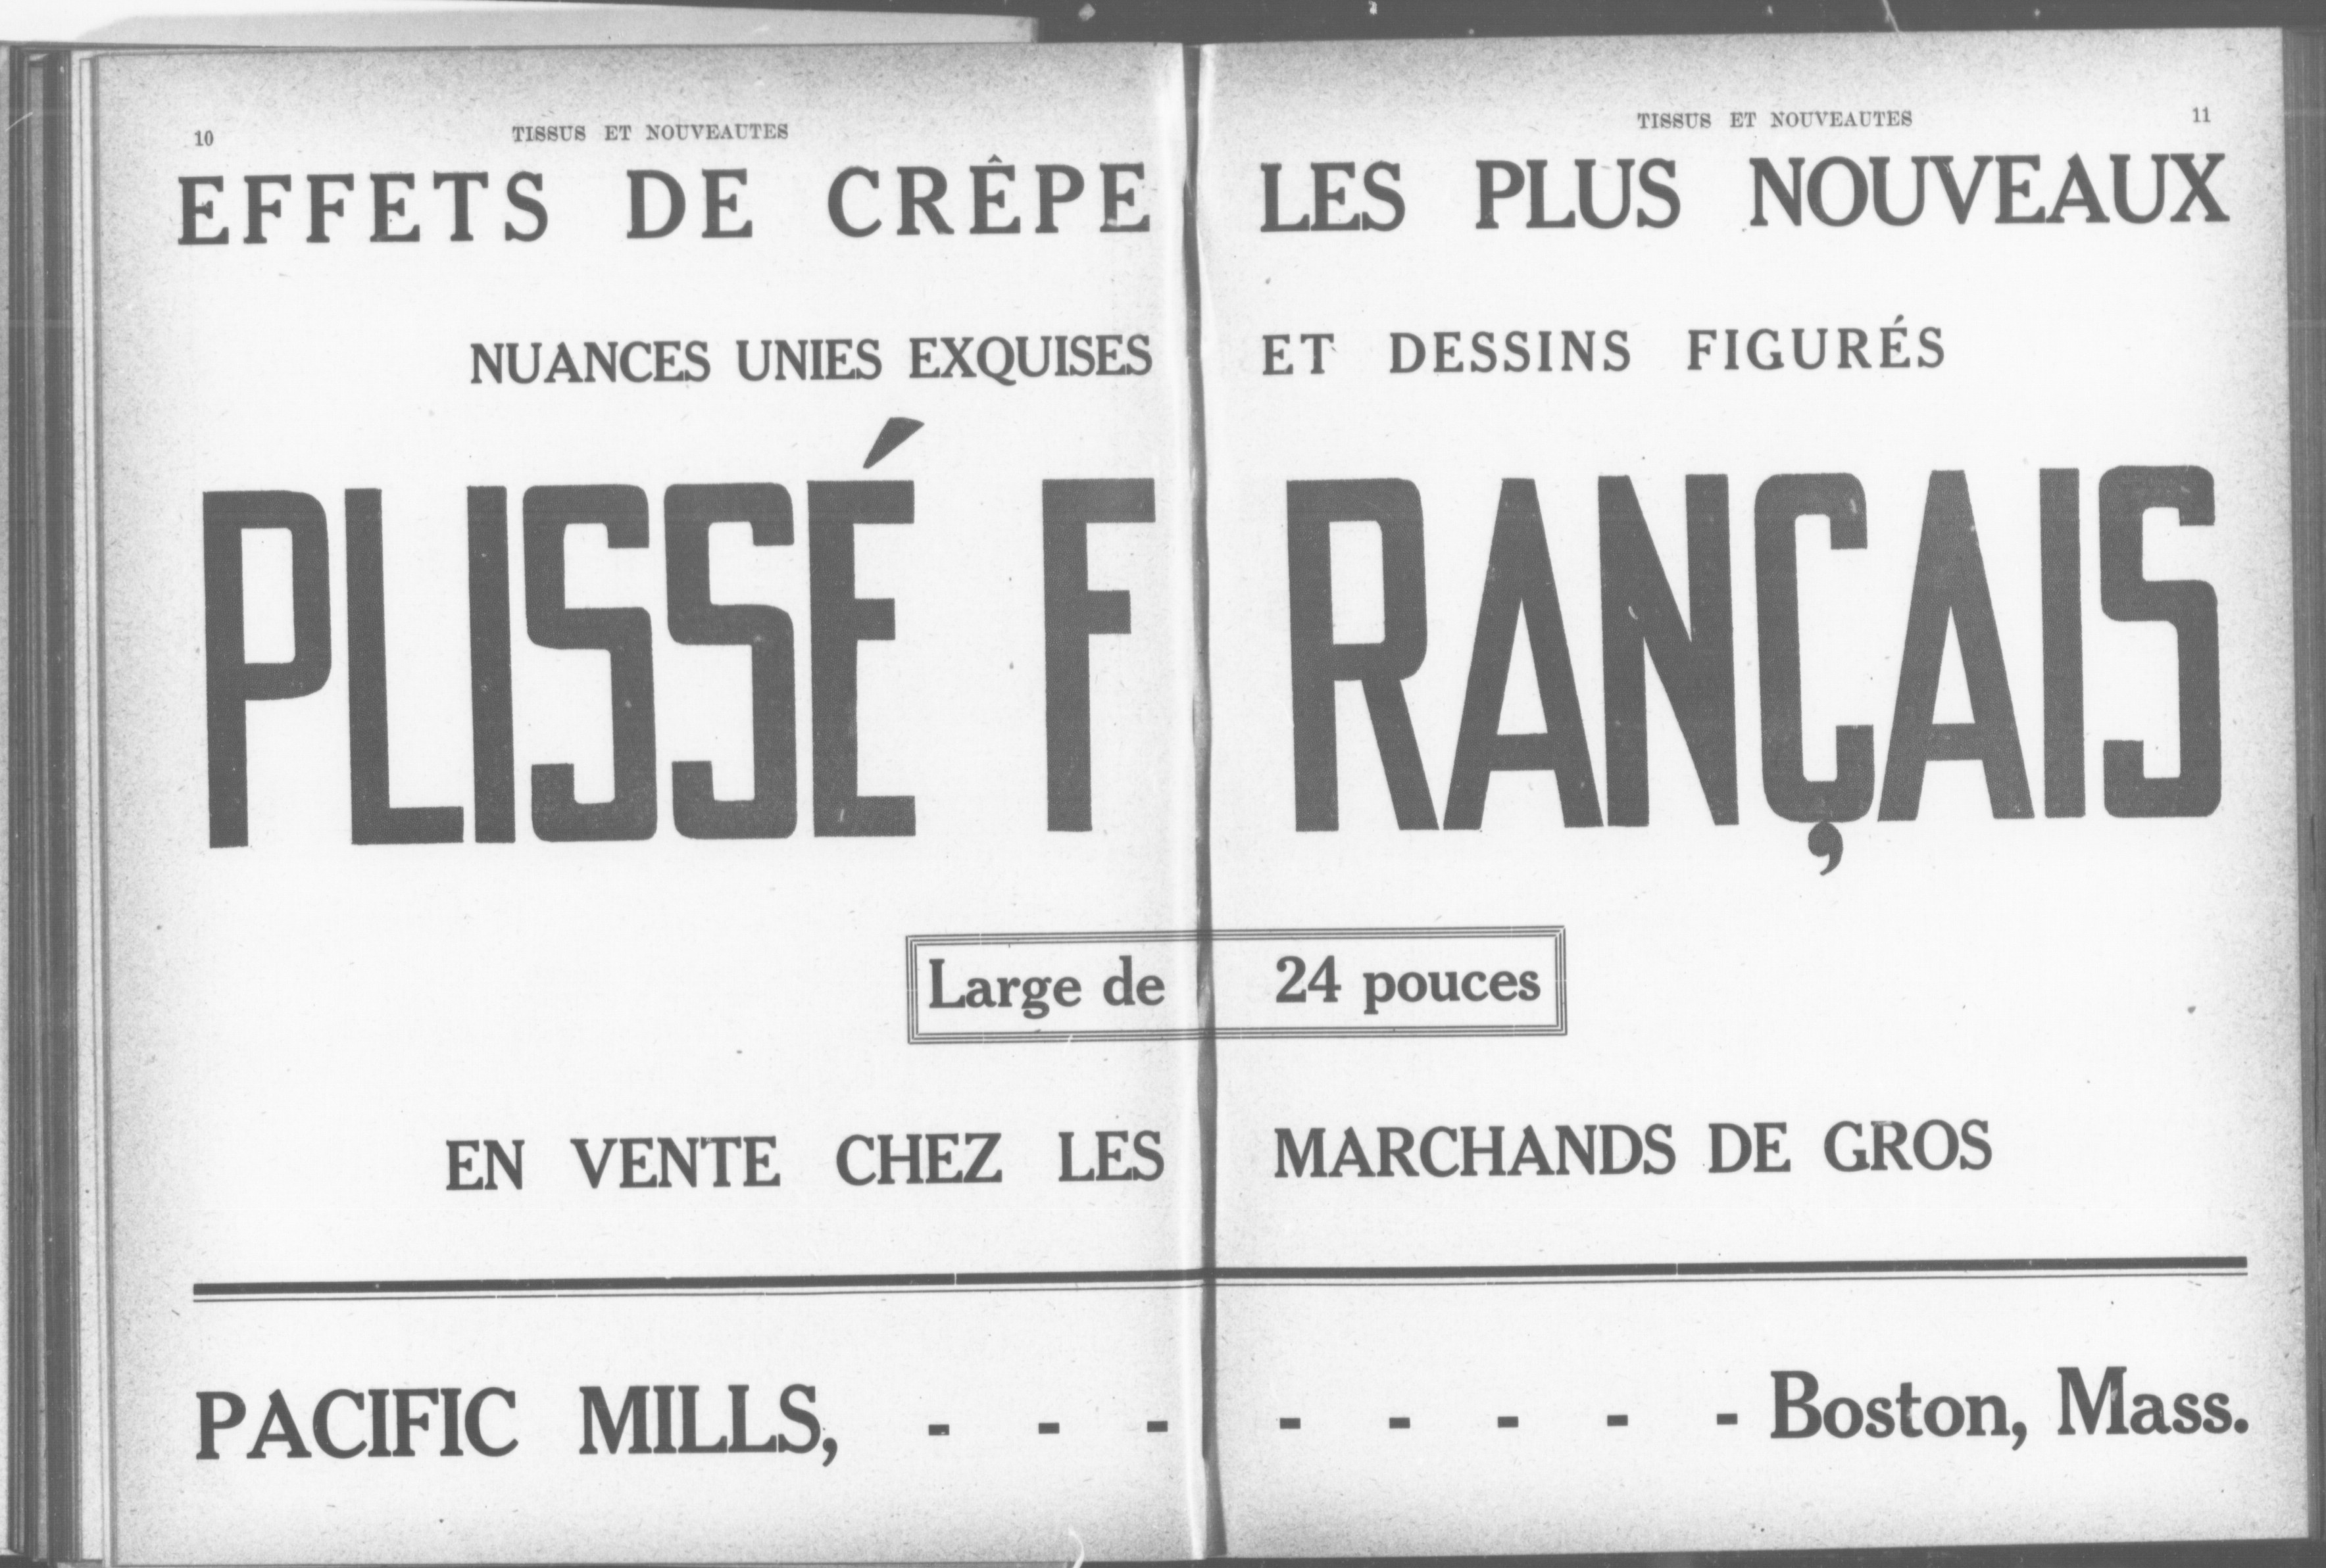 10 TISSUS ET NOUVEAUTES TISSUS ET NOUVEAUTES 11
EFFETS DE CRÊPE LES PLUS NOUVEAUX
NUANCES UNIES EXQUISES ET DESSINS FIGURÉS
PLISSÉ FRANÇAIS
Large de 24 pouces
EN VENTE CHEZ LES MARCHANDS DE GROS
PACIFIC MILLS, - - - - - - - - Boston, Mass.